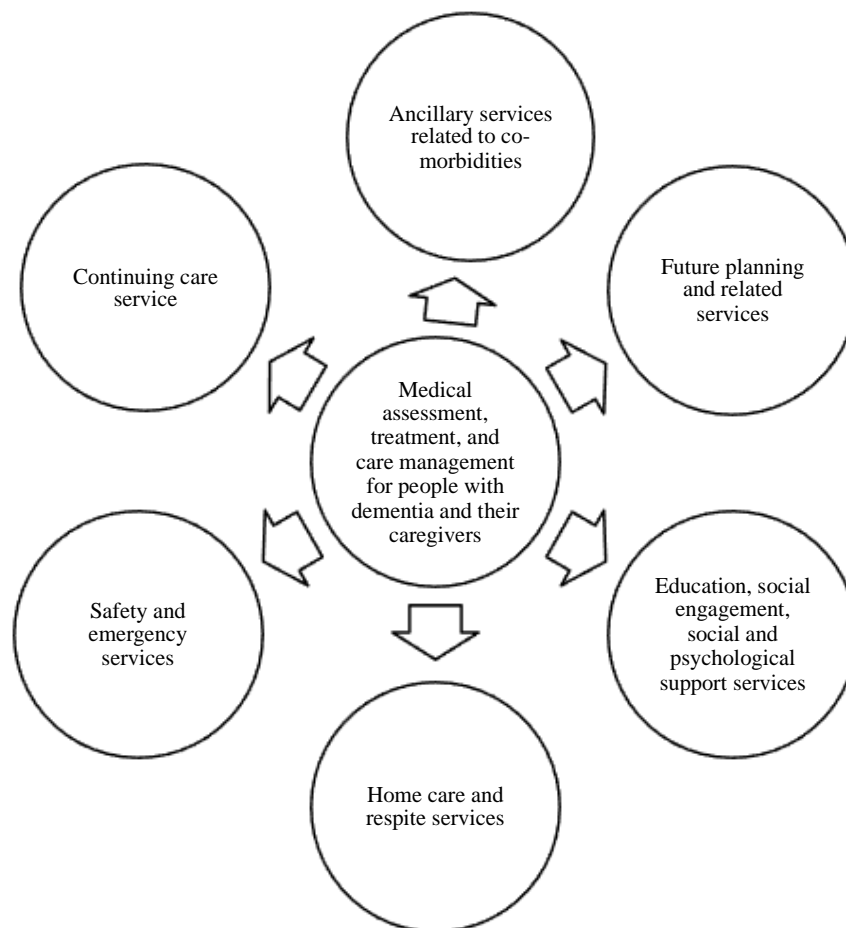 Ancillary services
related to co-
morbidities
Continuing care
service
Future planning
and related
services
Medical
assessment,
treatment, and
care management
for people with
dementia and their
caregivers
Safety and
emergency
services
Education, social
engagement,
social and
psychological
support services
Home care and
respite services